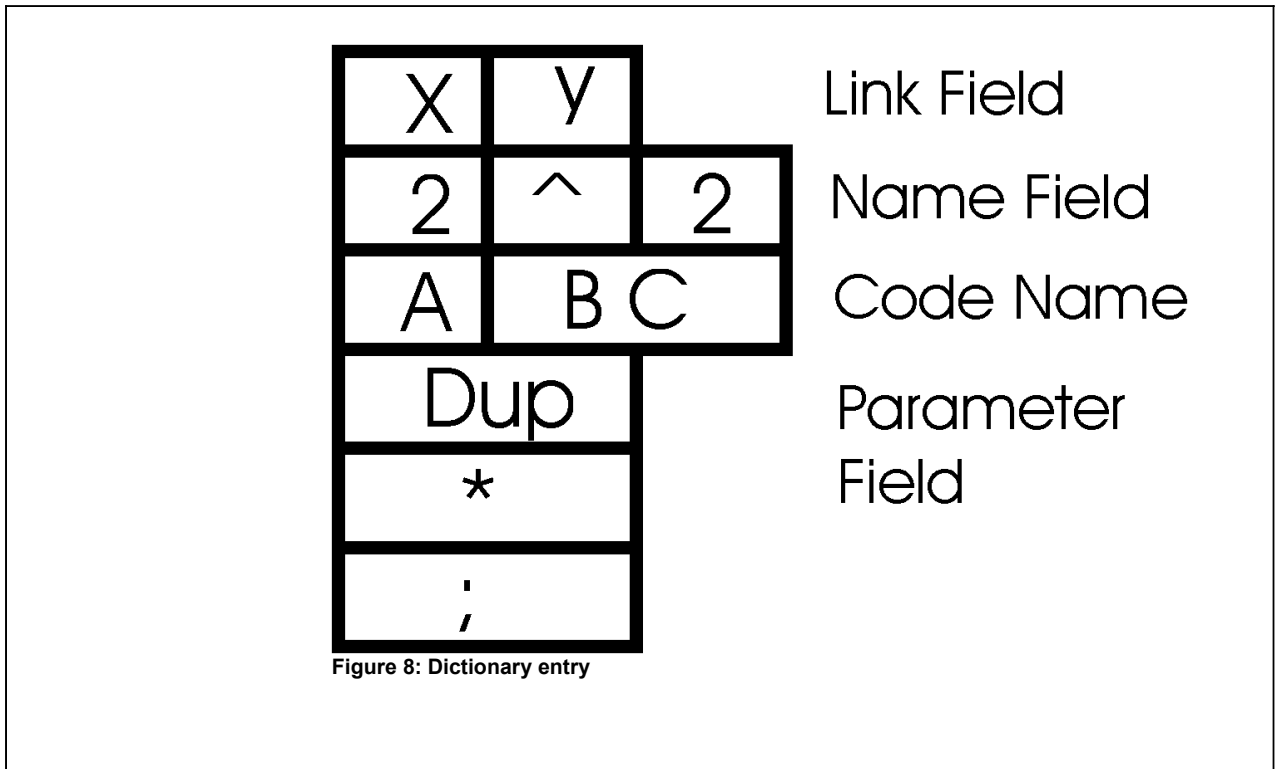 X y Link Field
2 ^ 2 Name Field
A B C Code Name
Dup Parameter
Field
*
;
Figure 8: Dictionary entry